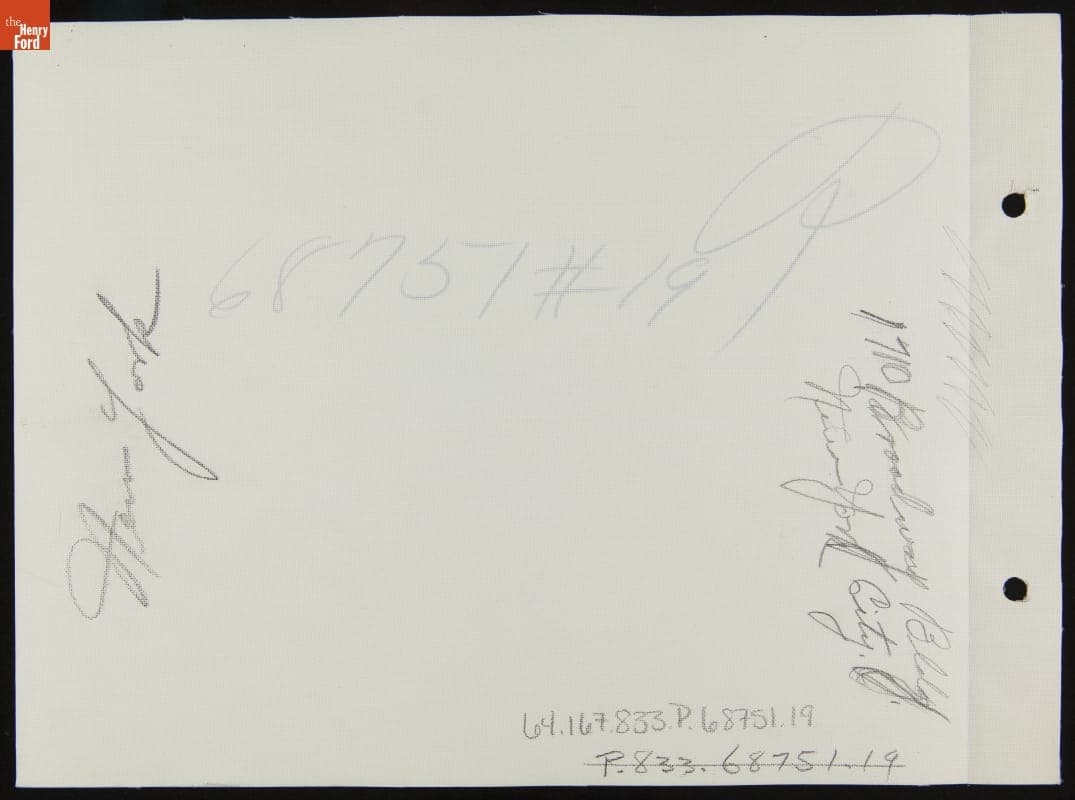 the
Henry
Ford
68751 #19
New York
1710 Broadway Bldg
New York City.
64.167.833.P.68751.19
P.833.68751.19